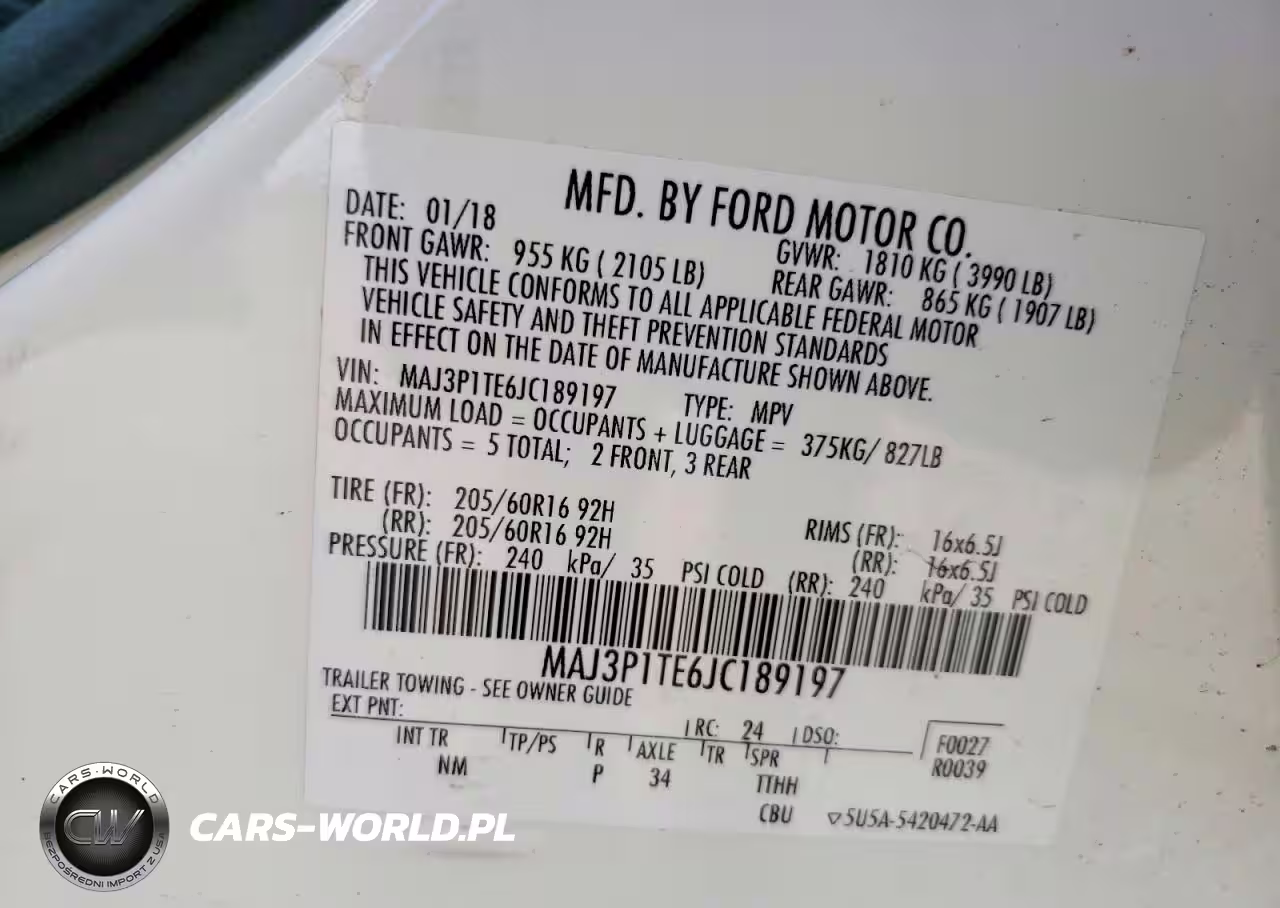 MFD. BY FORD MOTOR CO.
DATE: 01/18 GVWR: 1810 KG ( 3990 LB)
FRONT GAWR: 955 KG ( 2105 LB) REAR GAWR: 865 KG ( 1907 LB)
THIS VEHICLE CONFORMS TO ALL APPLICABLE FEDERAL MOTOR
VEHICLE SAFETY AND THEFT PREVENTION STANDARDS
IN EFFECT ON THE DATE OF MANUFACTURE SHOWN ABOVE.
VIN: MAJ3P1TE6JC189197 TYPE: MPV
MAXIMUM LOAD = OCCUPANTS + LUGGAGE = 375KG/ 827LB
OCCUPANTS = 5 TOTAL; 2 FRONT, 3 REAR
TIRE (FR): 205/60R16 92H RIMS (FR): 16x6.5J
(RR): 205/60R16 92H (RR): 16x6.5J
PRESSURE (FR): 240 kPa/ 35 PSI COLD (RR): 240 kPa/ 35 PSI COLD
MAJ3P1TE6JC189197
TRAILER TOWING - SEE OWNER GUIDE
EXT PNT: RC: 24 DSO: F0027
INT TR TP/PS R AXLE TR SPR R0039
NM P 34 TTHH
CBU ▽5U5A-5420472-AA
CARS-WORLD
CW
BEZPOŚREDNI IMPORT Z USA
CARS-WORLD.PL